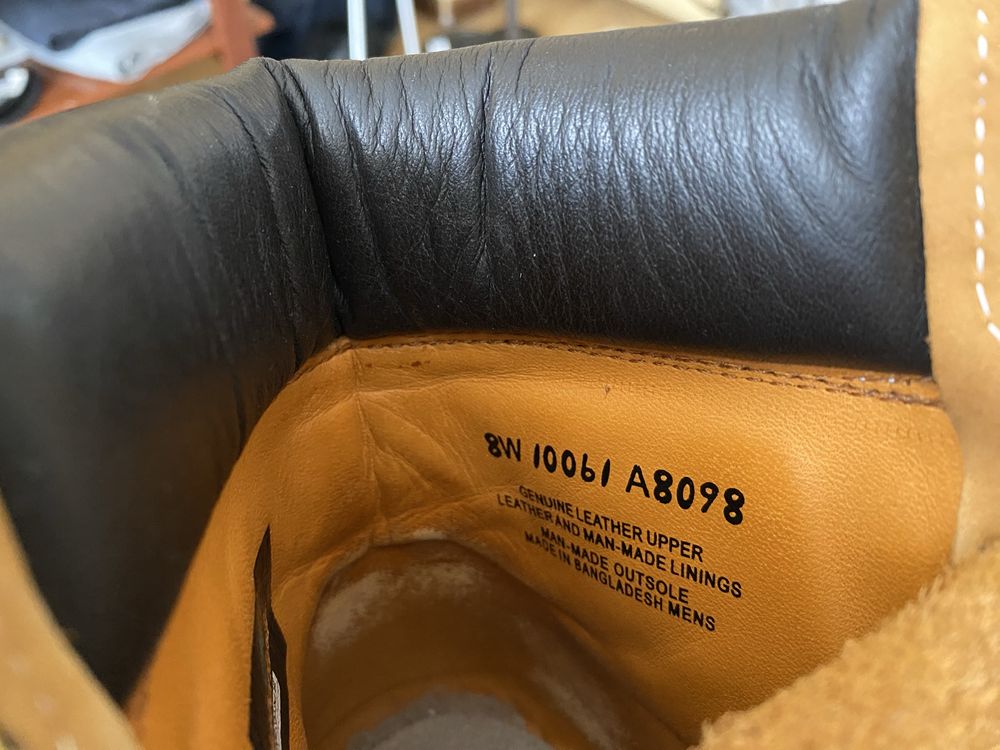 8W 10061 A8098
GENUINE LEATHER UPPER
LEATHER AND MAN-MADE LININGS
MAN-MADE OUTSOLE
MADE IN BANGLADESH MENS